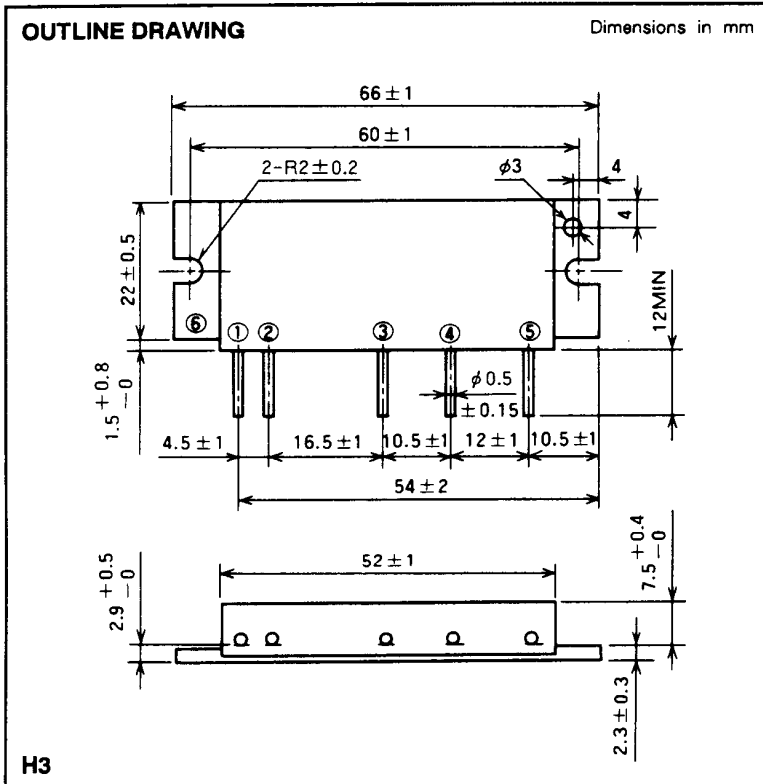 OUTLINE DRAWING
Dimensions in mm
66±1
60±1
2-R2±0.2
φ3
4
4
22±0.5
12MIN
⑥
①
②
③
④
⑤
1.5 +0.8 −0
φ0.5
±0.15
4.5±1
16.5±1
10.5±1
12±1
10.5±1
54±2
2.9 +0.5 −0
52±1
7.5 +0.4 −0
2.3±0.3
H3